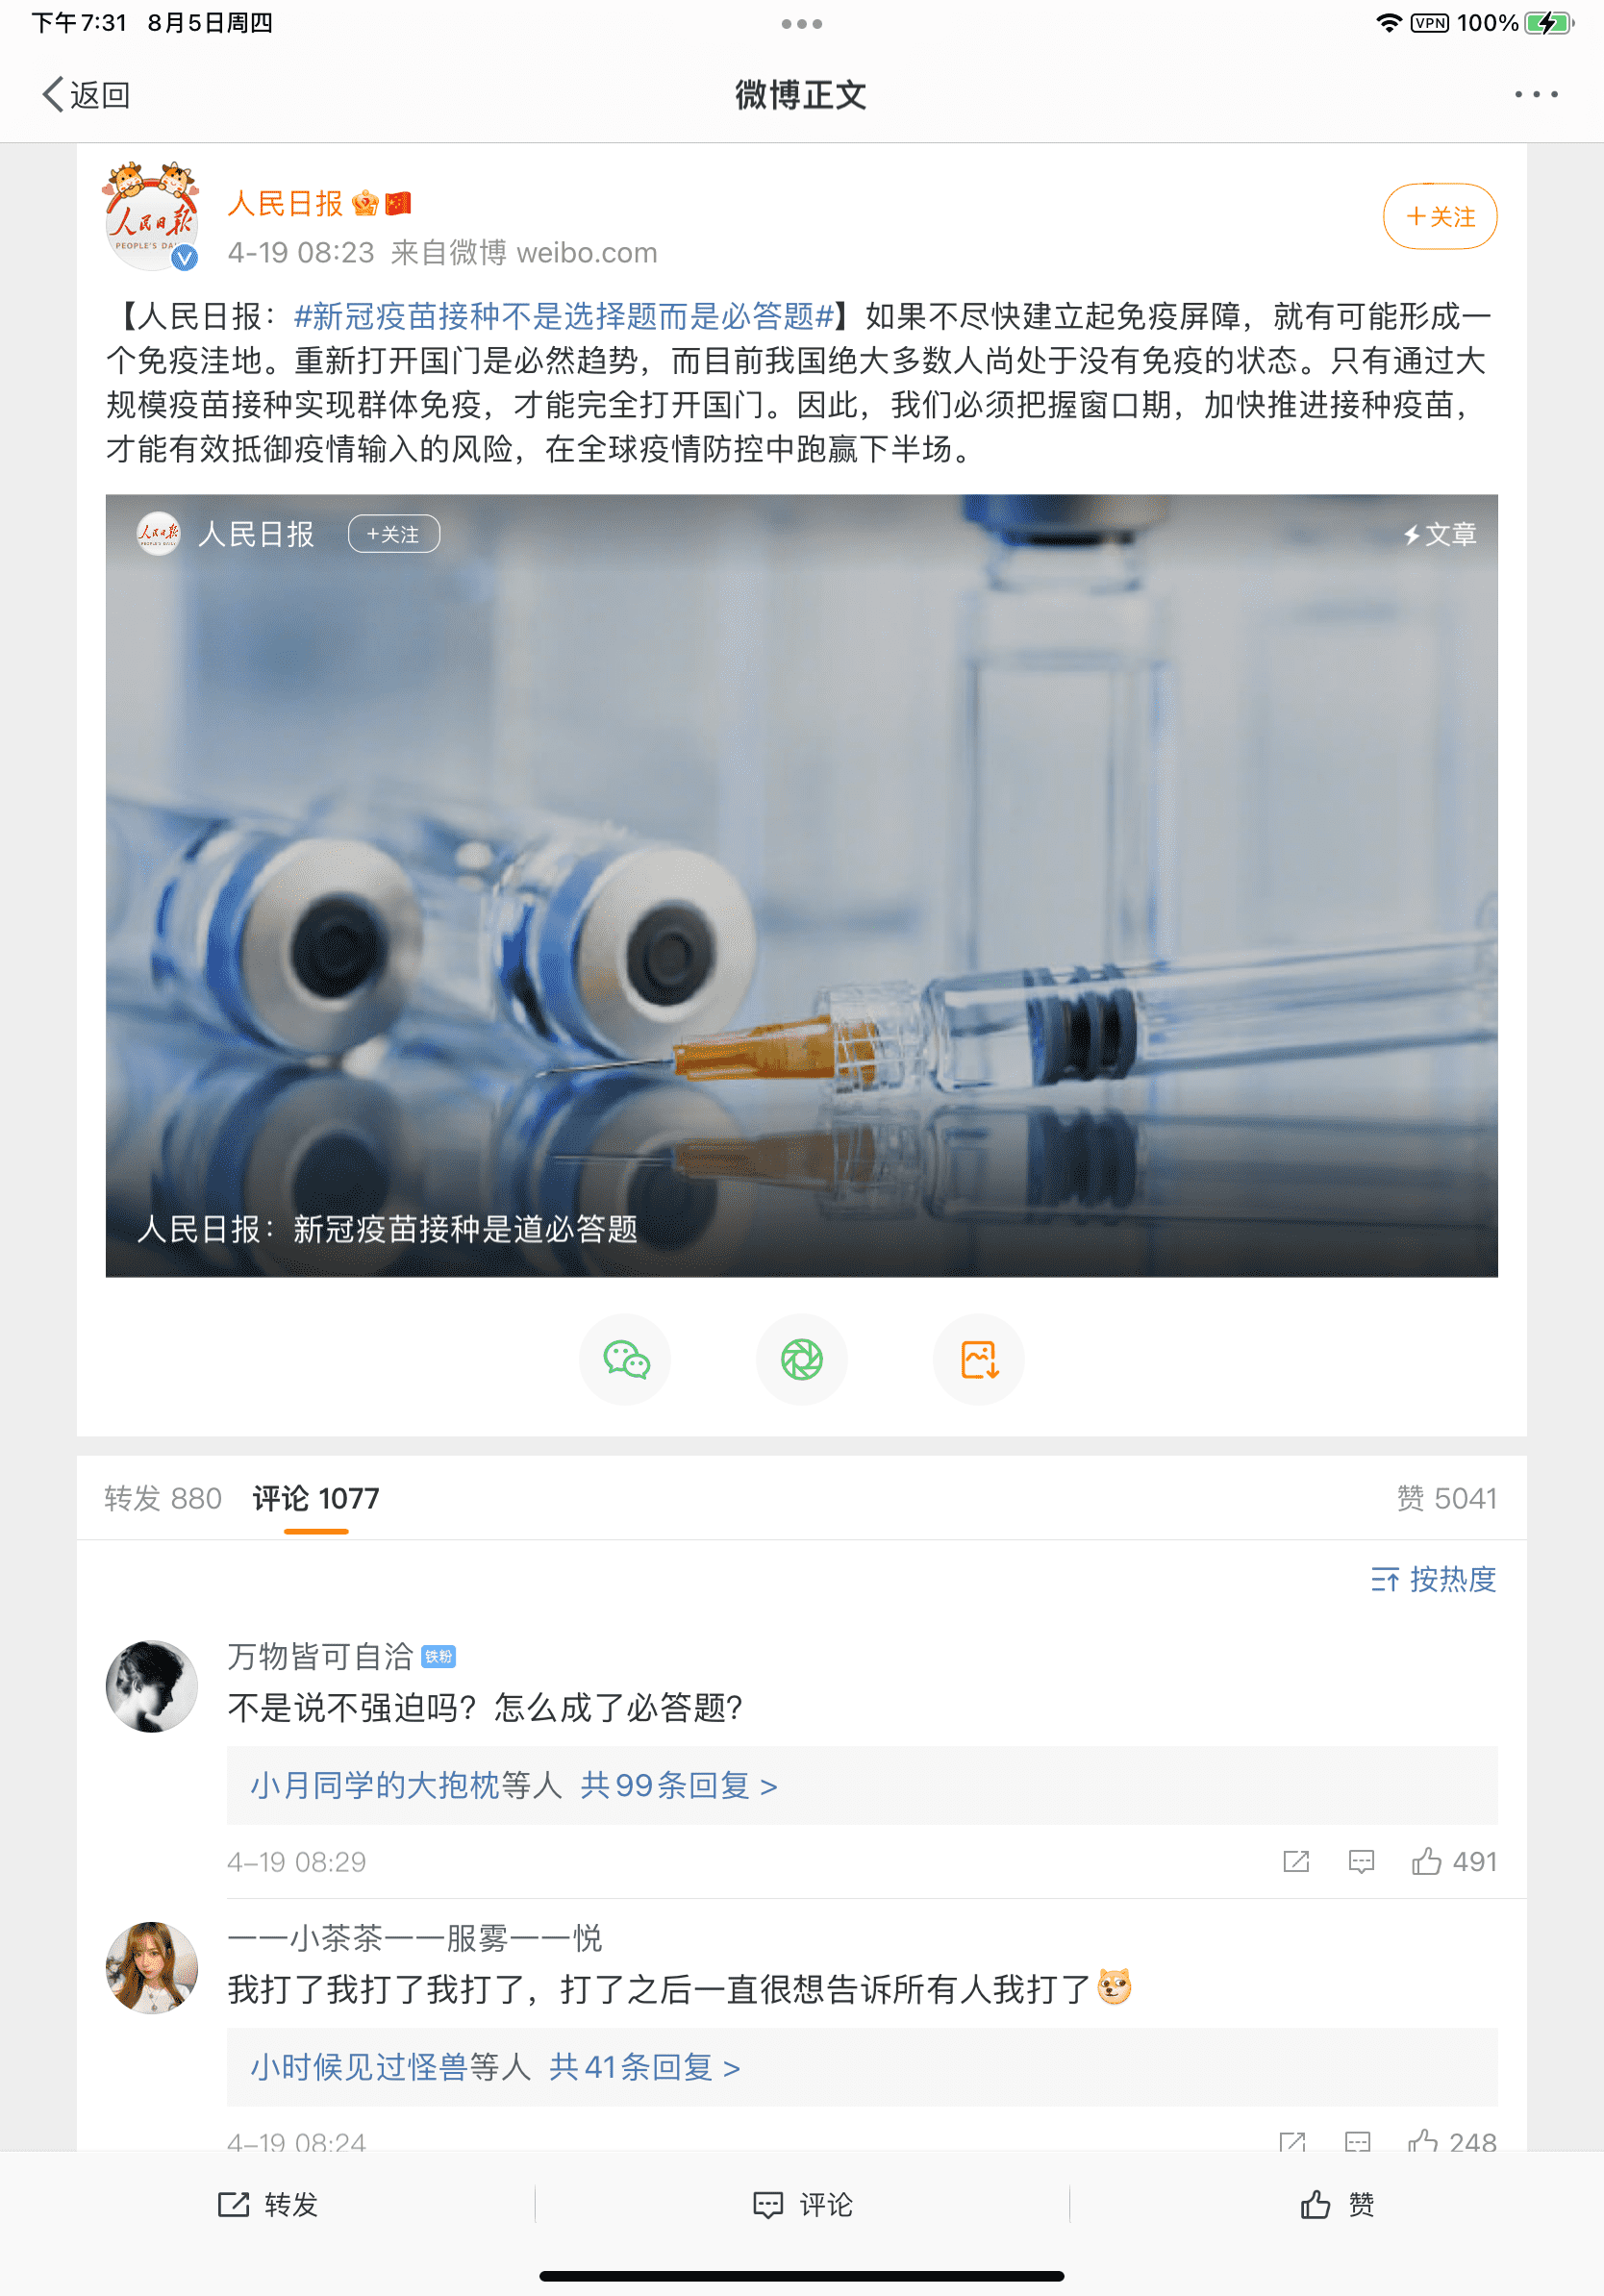 下午7:31 8月5日周四
VPN 100%
返回
微博正文
人民日报
PEOPLE'S DA
人民日报
4-19 08:23 来自微博 weibo.com
+关注
【人民日报：#新冠疫苗接种不是选择题而是必答题#】如果不尽快建立起免疫屏障，就有可能形成一
个免疫洼地。重新打开国门是必然趋势，而目前我国绝大多数人尚处于没有免疫的状态。只有通过大
规模疫苗接种实现群体免疫，才能完全打开国门。因此，我们必须把握窗口期，加快推进接种疫苗，
才能有效抵御疫情输入的风险，在全球疫情防控中跑赢下半场。
人民日报
人民日报
+关注
文章
人民日报：新冠疫苗接种是道必答题
转发 880 评论 1077
赞 5041
按热度
万物皆可自洽 铁粉
不是说不强迫吗？怎么成了必答题？
小月同学的大抱枕等人 共99条回复 >
4-19 08:29
491
一一小茶茶一一服雾一一悦
我打了我打了我打了，打了之后一直很想告诉所有人我打了
小时候见过怪兽等人 共41条回复 >
4-19 08:24
248
转发
评论
赞